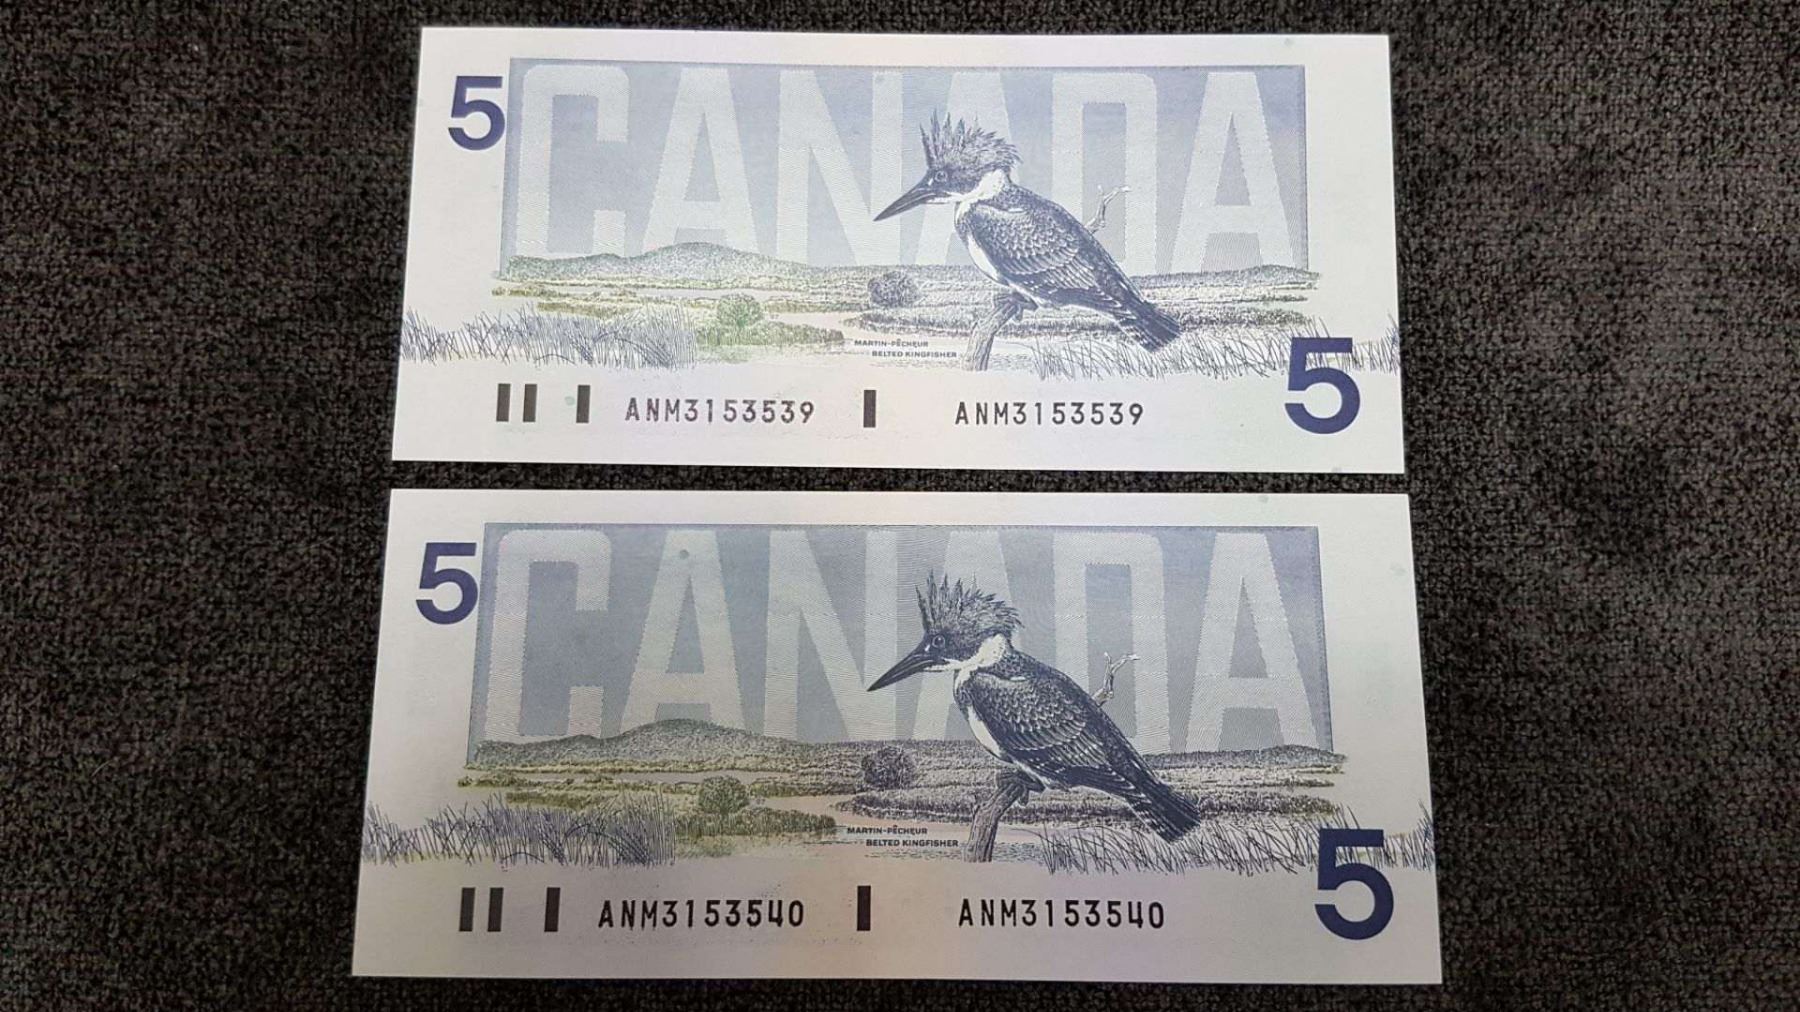 5
CANADA
MARTIN-PÊCHEUR
BELTED KINGFISHER
ANM3153539 ANM3153539
5
5
CANADA
MARTIN-PÊCHEUR
BELTED KINGFISHER
ANM3153540 ANM3153540
5